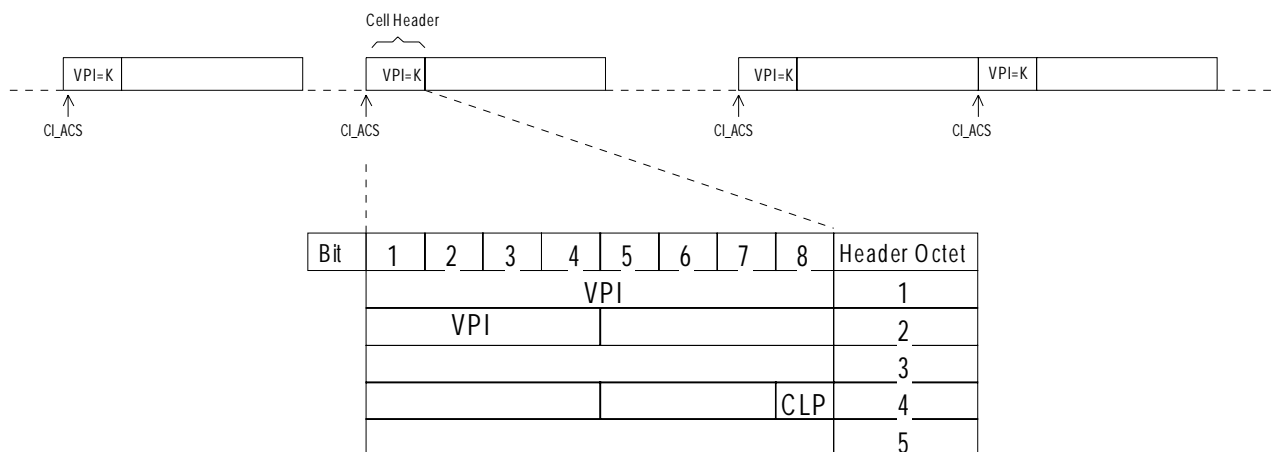 Cell Header
VPI=K VPI=K VPI=K VPI=K
CI_ACS CI_ACS CI_ACS CI_ACS
Bit 1 2 3 4 5 6 7 8 Header Octet
VPI 1
VPI 2
3
CLP 4
5